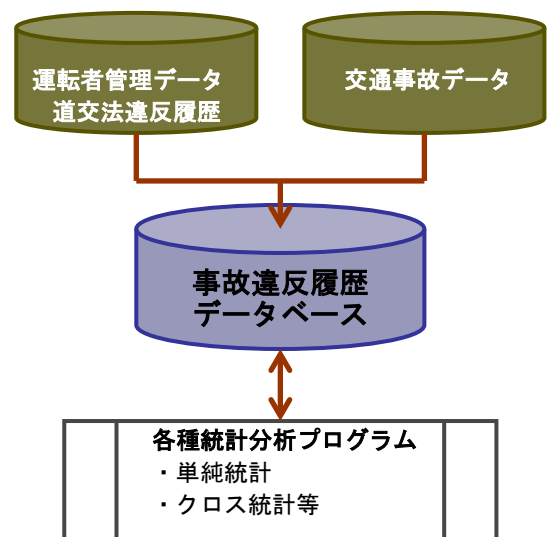 運転者管理データ
道交法違反履歴
交通事故データ
事故違反履歴
データベース
各種統計分析プログラム
・単純統計
・クロス統計等